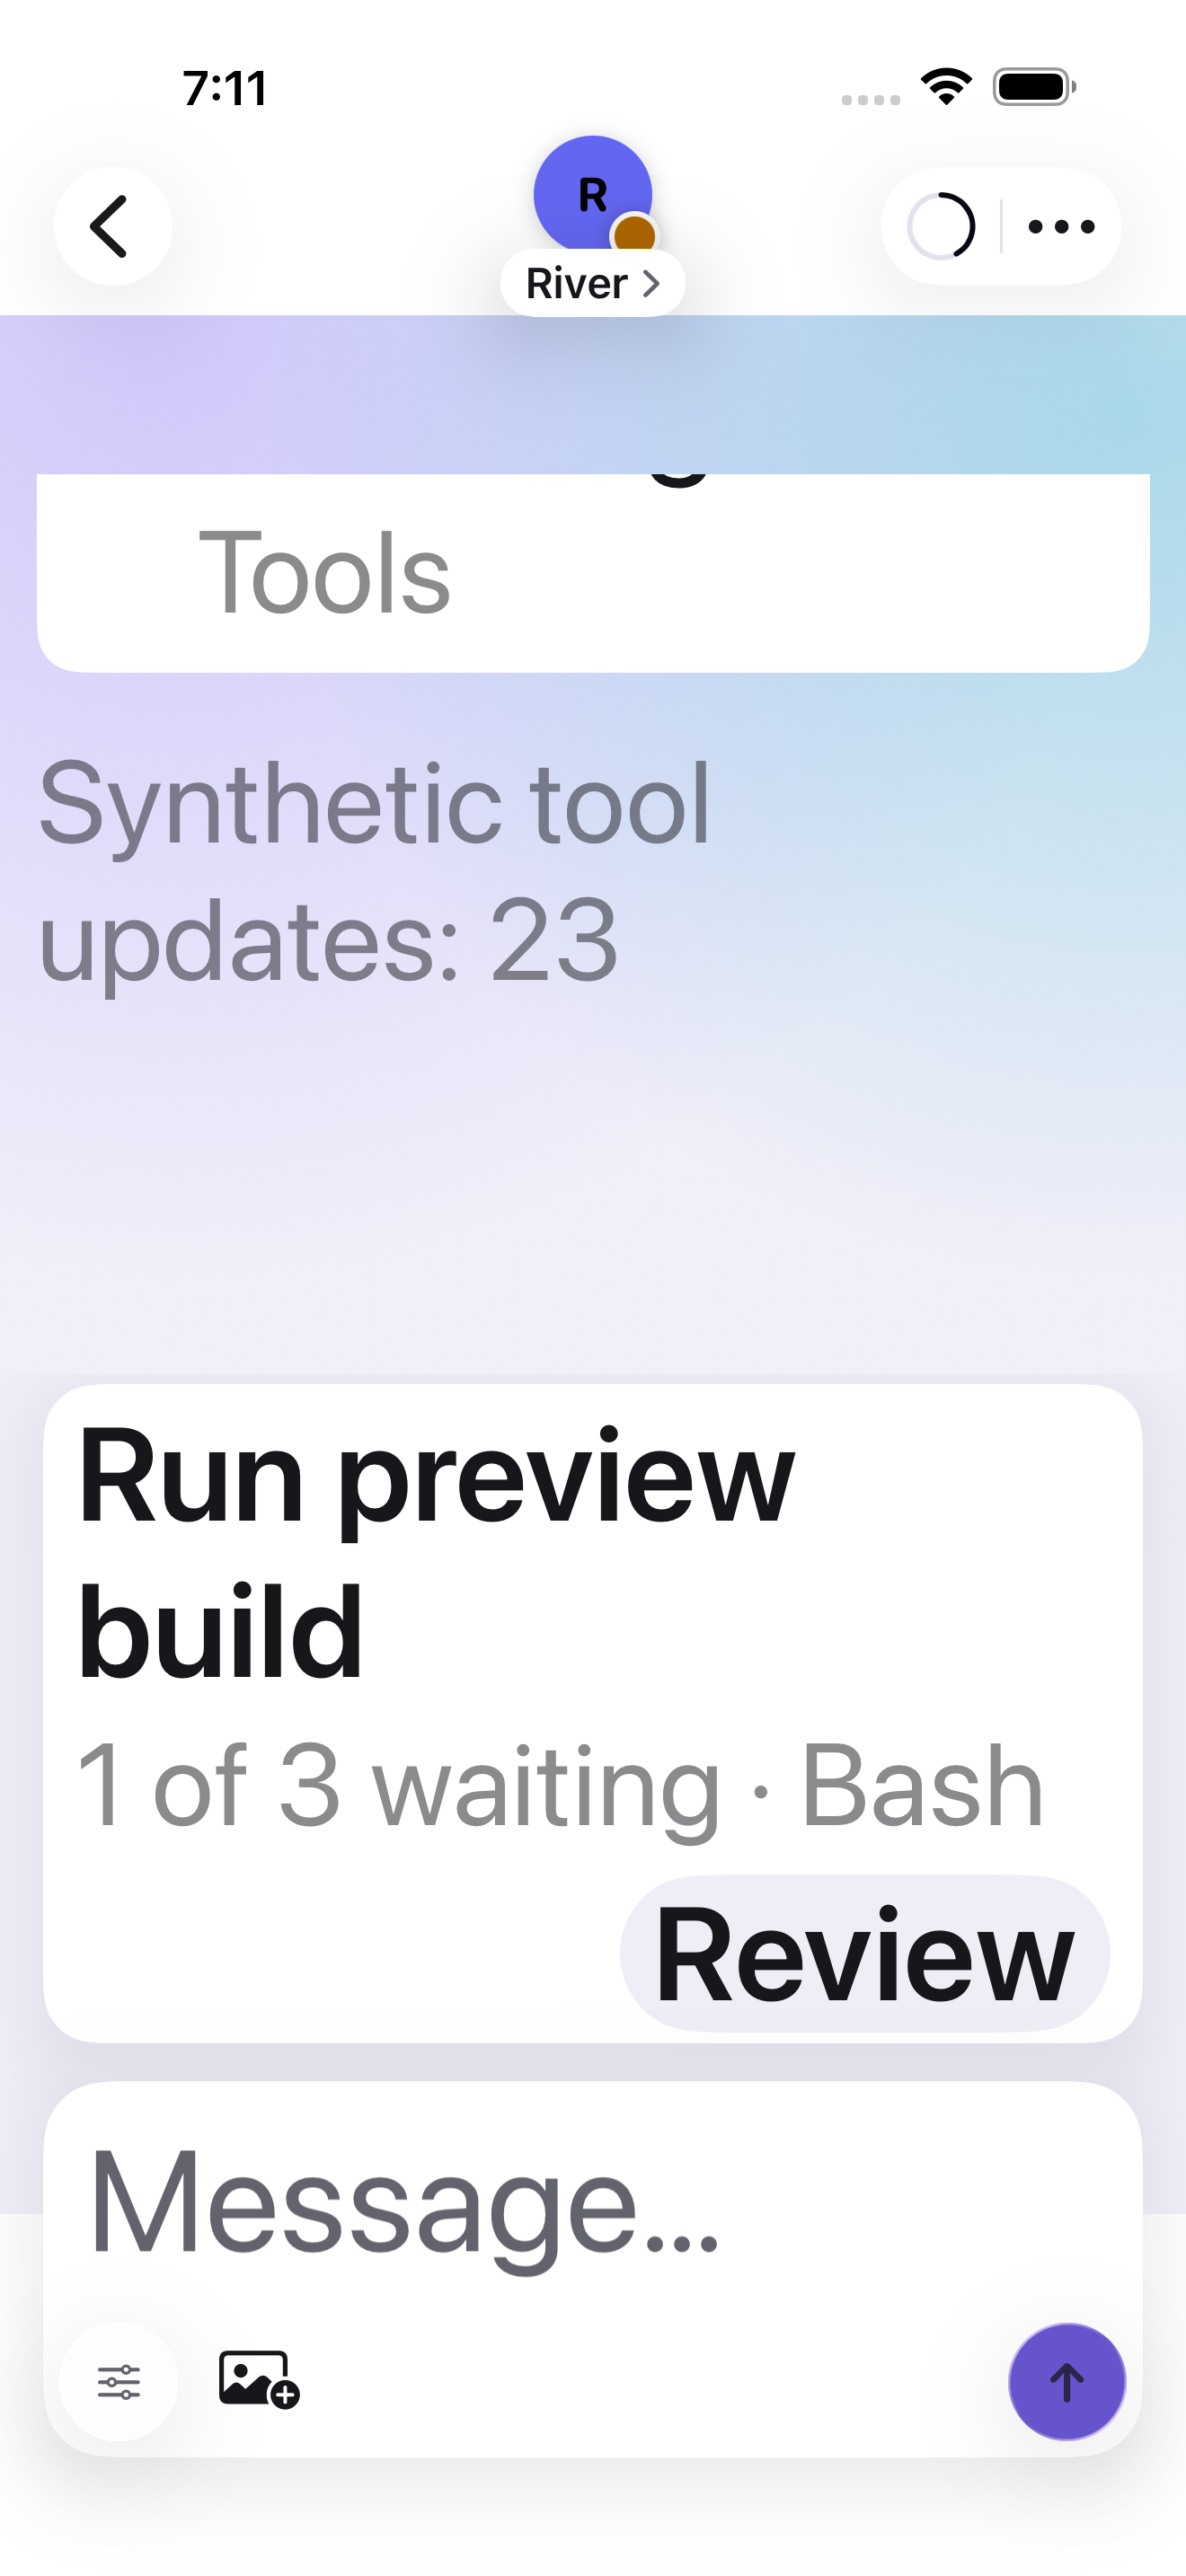 7:11
R
River
Tools
Synthetic tool
updates: 23
Run preview
build
1 of 3 waiting · Bash
Review
Message...